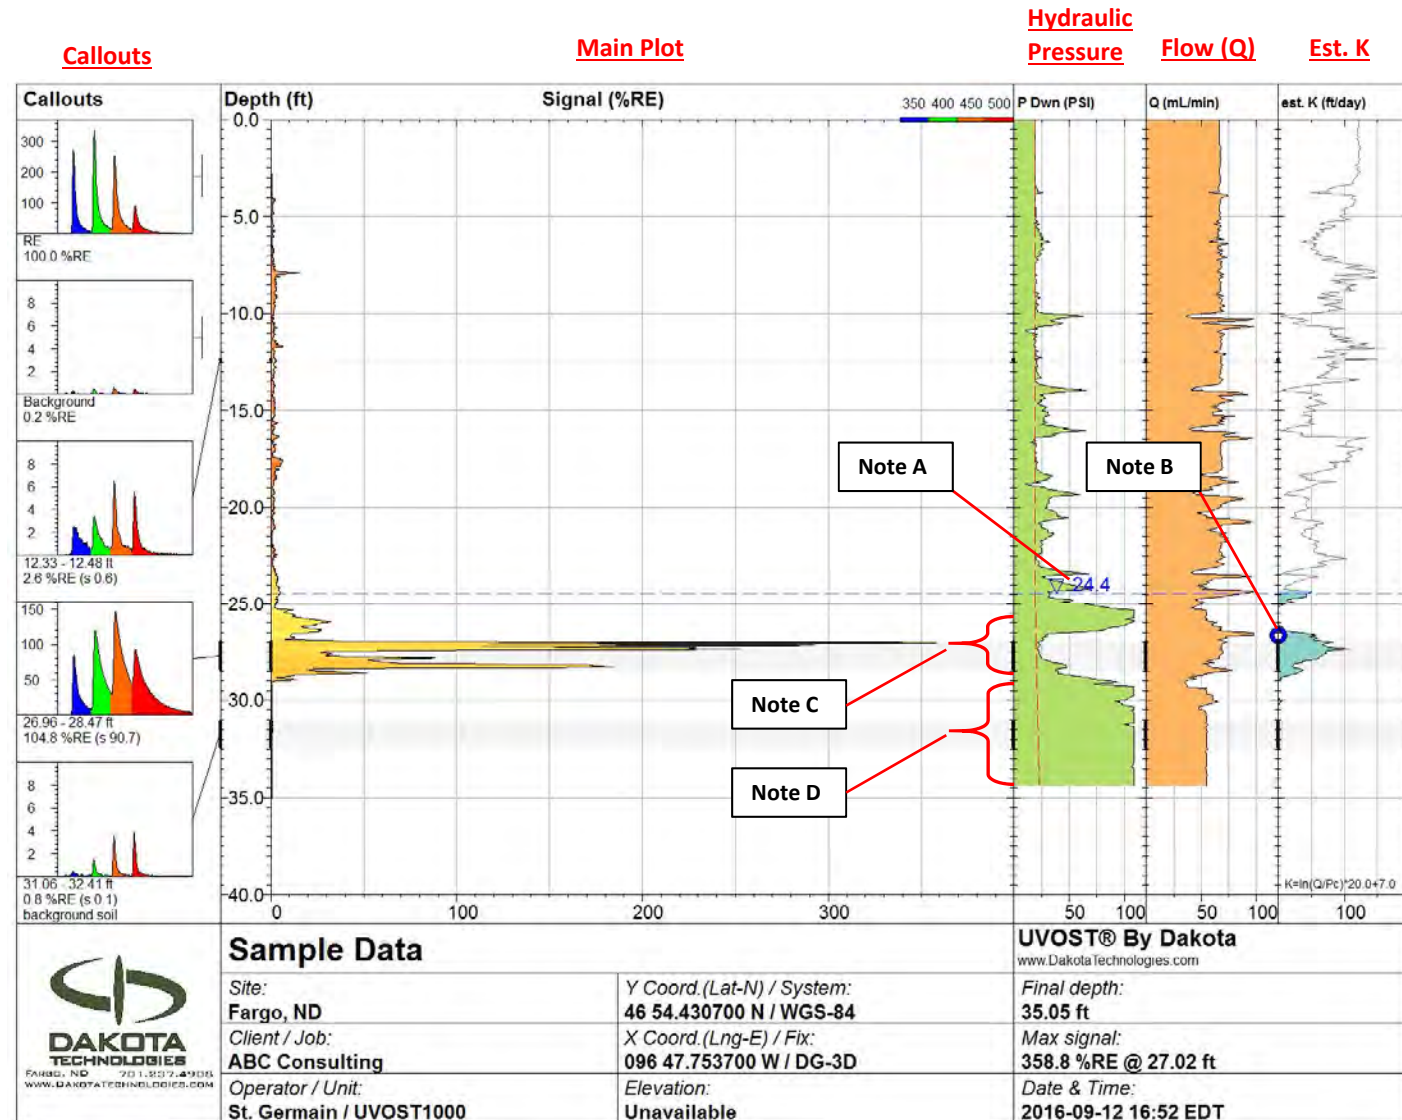 Callouts
Main Plot
Hydraulic
Pressure
Flow (Q)
Est. K
Callouts
Depth (ft)
Signal (%RE)
350 400 450 500
P Dwn (PSI)
Q (mL/min)
est. K (ft/day)
300
200
100
RE
100.0 %RE
8
6
4
2
Background
0.2 %RE
8
6
4
2
12.33 - 12.48 ft
2.6 %RE (s 0.6)
150
100
50
26.96 - 28.47 ft
104.8 %RE (s 90.7)
8
6
4
2
31.06 - 32.41 ft
0.8 %RE (s 0.1)
background soil
0.0
5.0
10.0
15.0
20.0
25.0
30.0
35.0
40.0
Note A
Note B
24.4
Note C
Note D
K=ln(Q/Pc)*20.0+7.0
0
100
200
300
50
100
50
100
100
DAKOTA
TECHNOLOGIES
FARGO, ND 701.237.4908
WWW.DAKOTATECHNOLOGIES.COM
Sample Data
UVOST® By Dakota
www.DakotaTechnologies.com
Site:
Fargo, ND
Y Coord.(Lat-N) / System:
46 54.430700 N / WGS-84
Final depth:
35.05 ft
Client / Job:
ABC Consulting
X Coord.(Lng-E) / Fix:
096 47.753700 W / DG-3D
Max signal:
358.8 %RE @ 27.02 ft
Operator / Unit:
St. Germain / UVOST1000
Elevation:
Unavailable
Date & Time:
2016-09-12 16:52 EDT